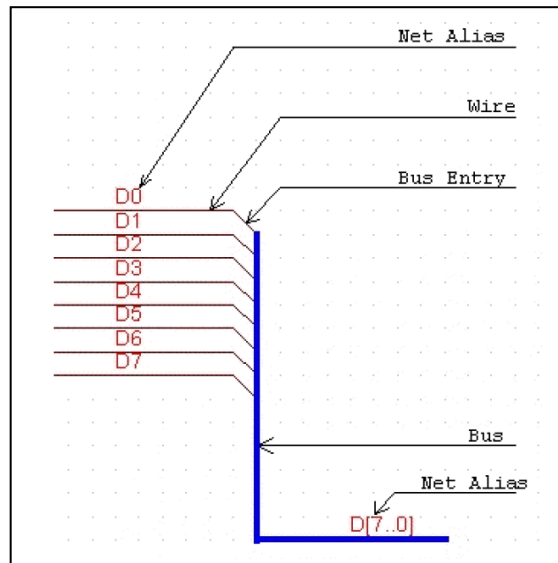 Net Alias
Wire
Bus Entry
D0
D1
D2
D3
D4
D5
D6
D7
Bus
Net Alias
D[7..0]